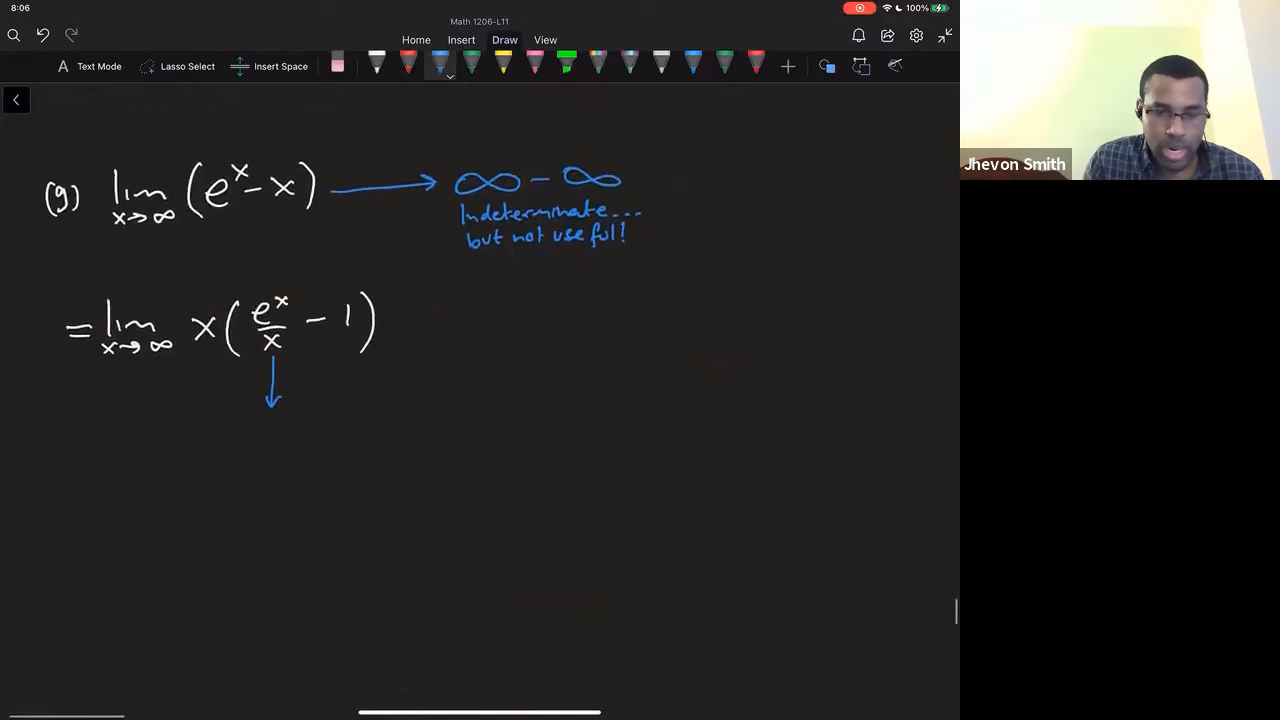 8:06
100%
Math 1206-L11
Home Insert Draw View
Text Mode Lasso Select Insert Space
(g) lim x→∞ (e^x - x) → ∞ - ∞
Indeterminate...
but not useful!
= lim x→∞ x(e^x/x - 1)
Jhevon Smith